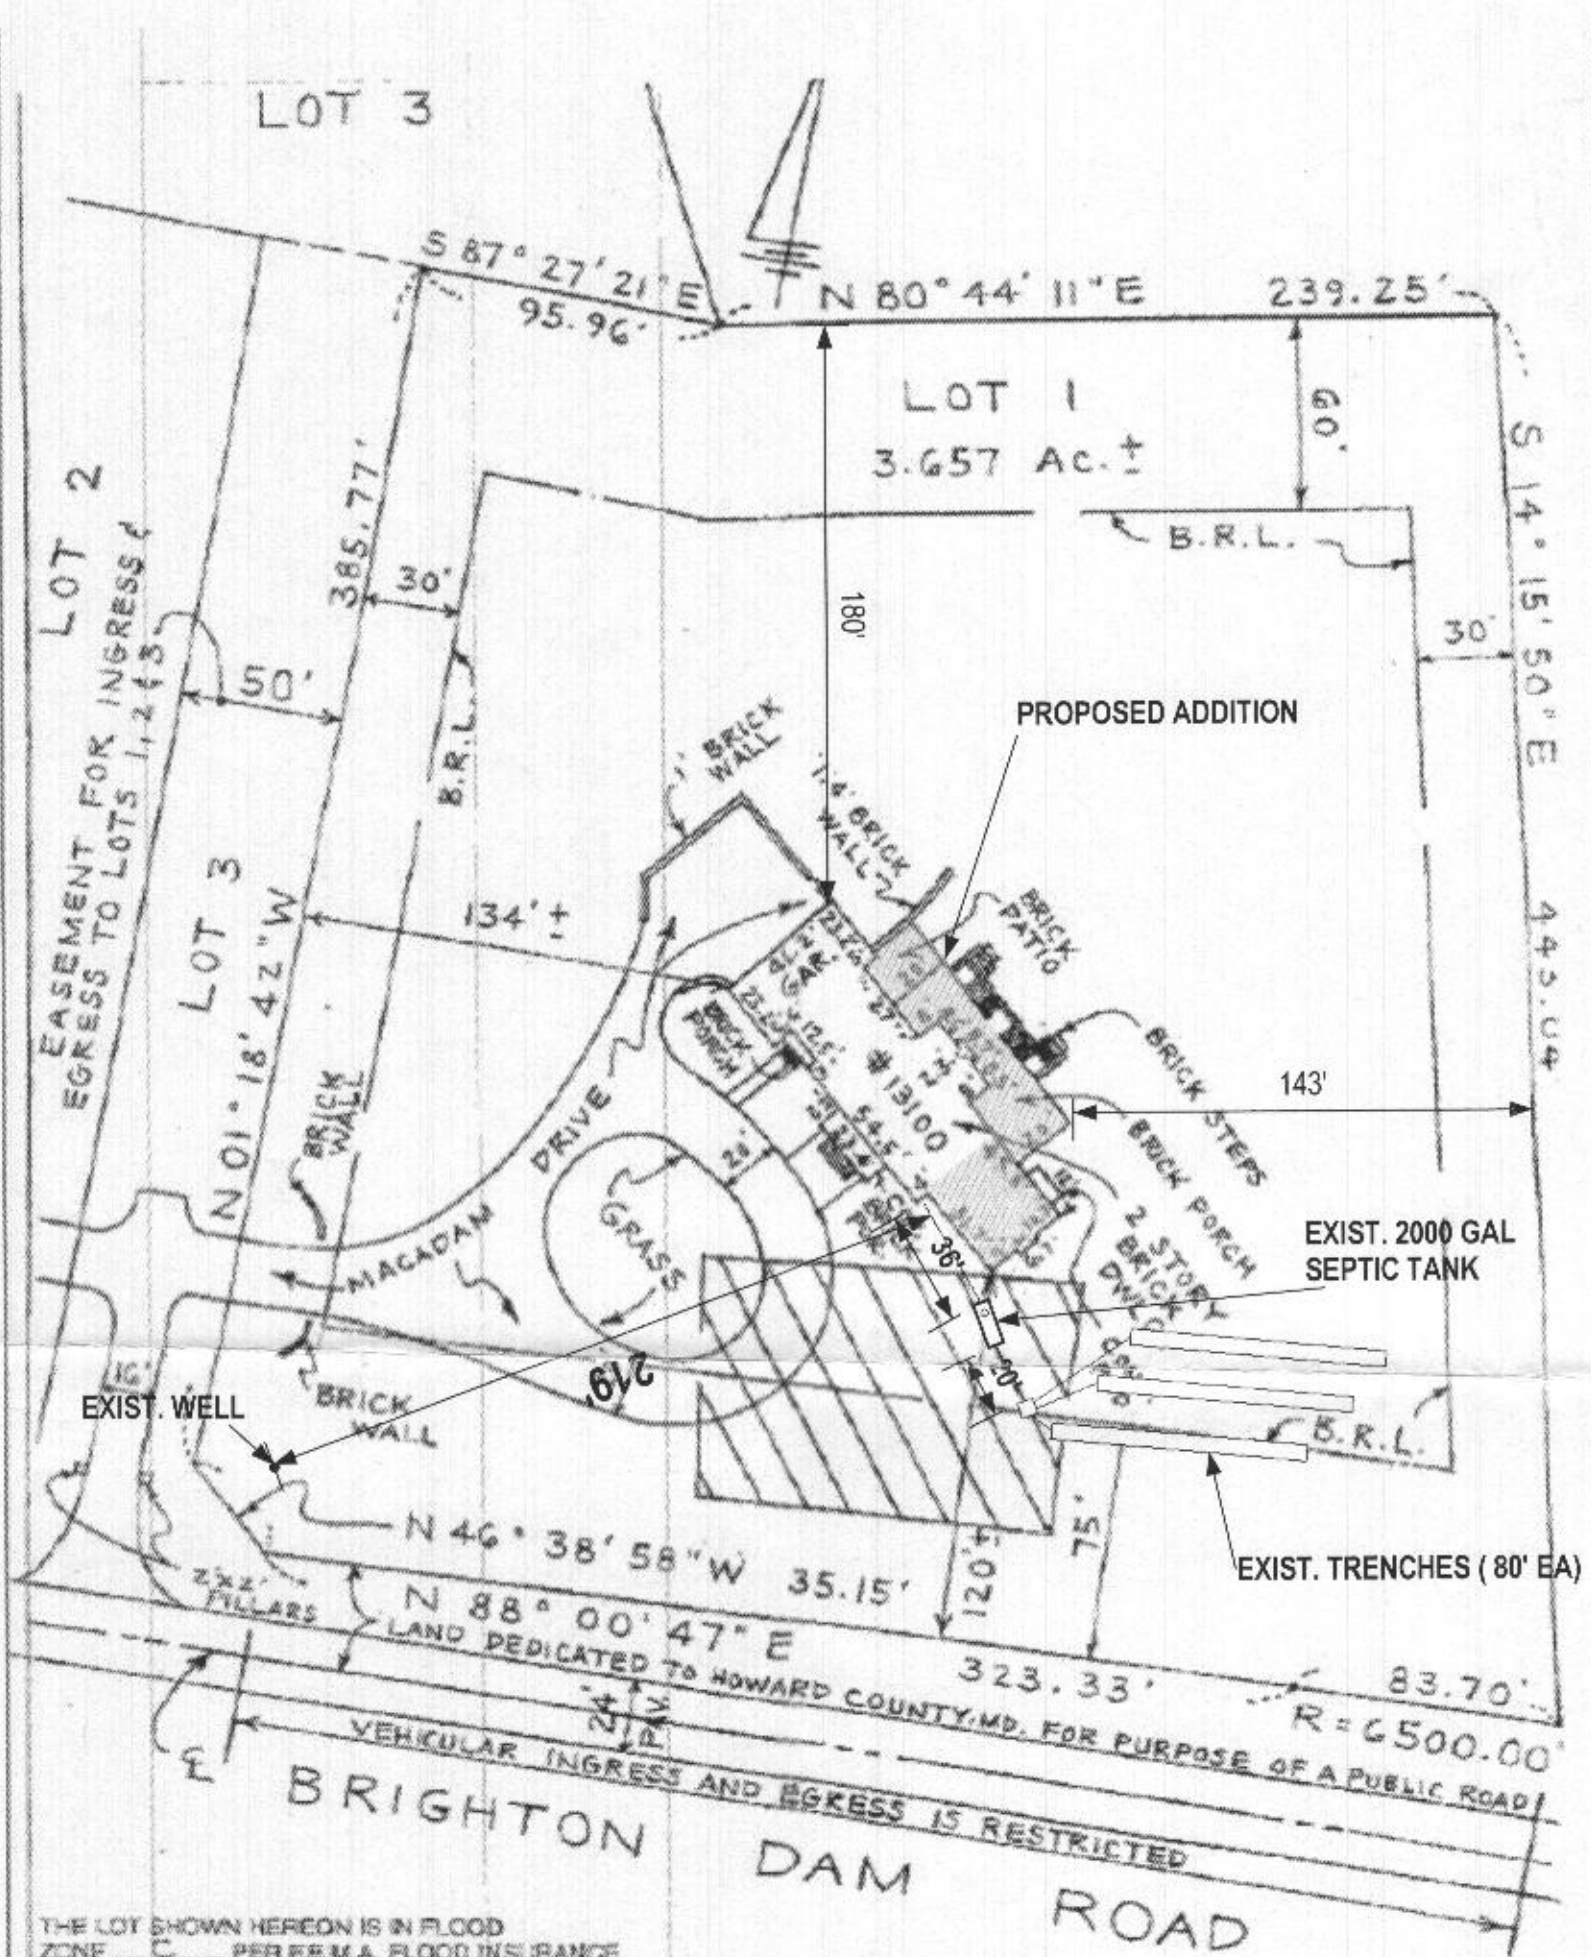 LOT 3
S 87° 27' 21" E
95.96'
N 80° 44' 11" E
239.25'
LOT 1
3.657 AC. ±
60'
B.R.L.
S 14° 15' 50" E
443.04
30'
LOT 2
EASEMENT FOR INGRESS &
EGRESS TO LOTS 1, 2 & 3
50'
385.77'
30'
B.R.L.
180'
LOT 3
N 01° 18' 42" W
134' ±
BRICK
WALL
BRICK
WALL
PROPOSED ADDITION
BRICK
PATIO
BRICK STEPS
143'
BRICK PORCH
2 STORY
BRICK
DWLG
GAR.
BRICK
PORCH
#13100
54.5'
BRICK
WALL
DRIVE
MACADAM
GRASS
36'
20'
219'
EXIST. 2000 GAL
SEPTIC TANK
16'
EXIST. WELL
BRICK
WALL
B.R.L.
EXIST. TRENCHES ( 80' EA)
N 46° 38' 58" W 35.15'
120' ±
75'
2'X2'
PILLARS
N 88° 00' 47" E
323.33'
83.70'
R = 6500.00'
LAND DEDICATED TO HOWARD COUNTY, MD. FOR PURPOSE OF A PUBLIC ROAD
24'
PAV.
VEHICULAR INGRESS AND EGRESS IS RESTRICTED
BRIGHTON DAM ROAD
THE LOT SHOWN HEREON IS IN FLOOD
ZONE C PER F.E.M.A. FLOOD INSURANCE